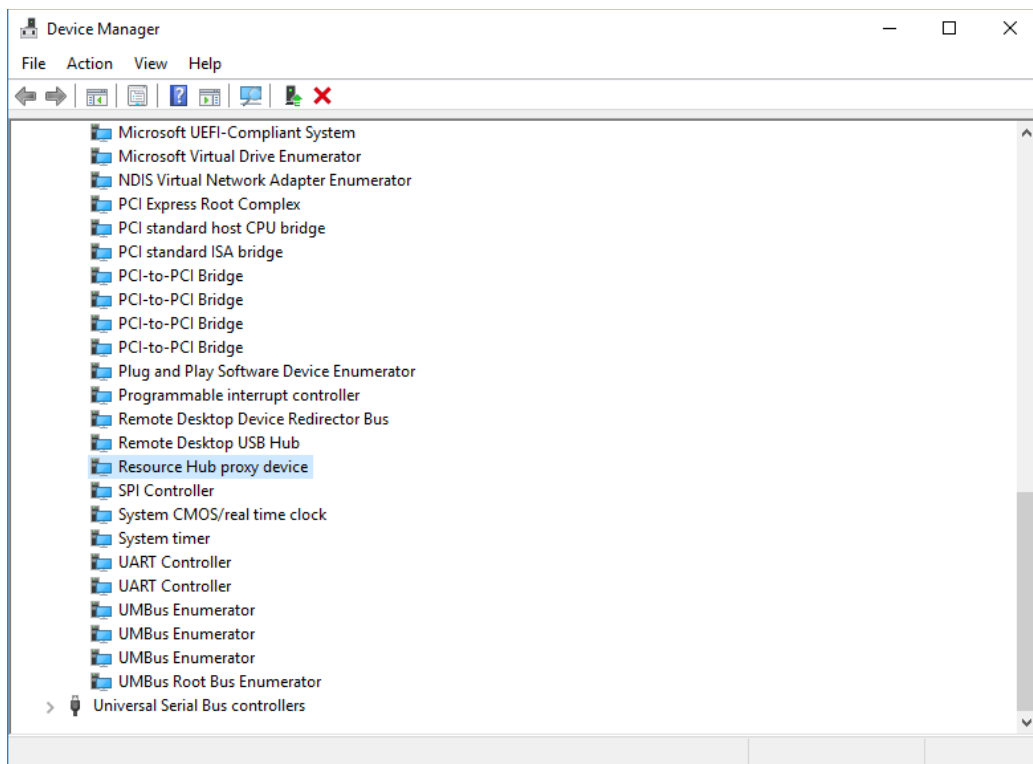 Device Manager
File Action View Help
Microsoft UEFI-Compliant System
Microsoft Virtual Drive Enumerator
NDIS Virtual Network Adapter Enumerator
PCI Express Root Complex
PCI standard host CPU bridge
PCI standard ISA bridge
PCI-to-PCI Bridge
PCI-to-PCI Bridge
PCI-to-PCI Bridge
PCI-to-PCI Bridge
Plug and Play Software Device Enumerator
Programmable interrupt controller
Remote Desktop Device Redirector Bus
Remote Desktop USB Hub
Resource Hub proxy device
SPI Controller
System CMOS/real time clock
System timer
UART Controller
UART Controller
UMBus Enumerator
UMBus Enumerator
UMBus Enumerator
UMBus Root Bus Enumerator
Universal Serial Bus controllers